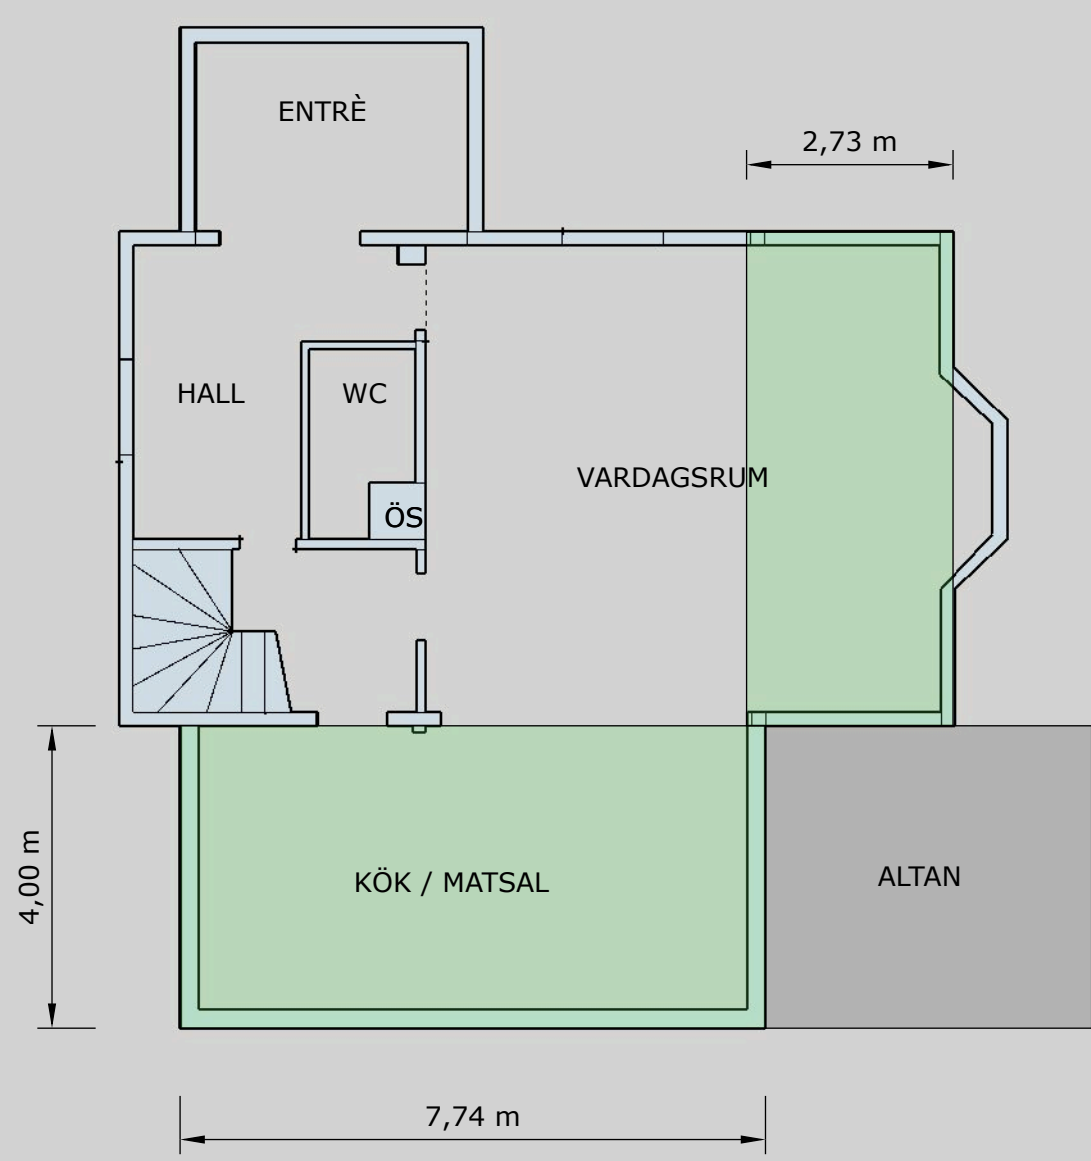 ENTRÈ
2,73 m
HALL
WC
VARDAGSRUM
ÖS
4,00 m
KÖK / MATSAL
ALTAN
7,74 m